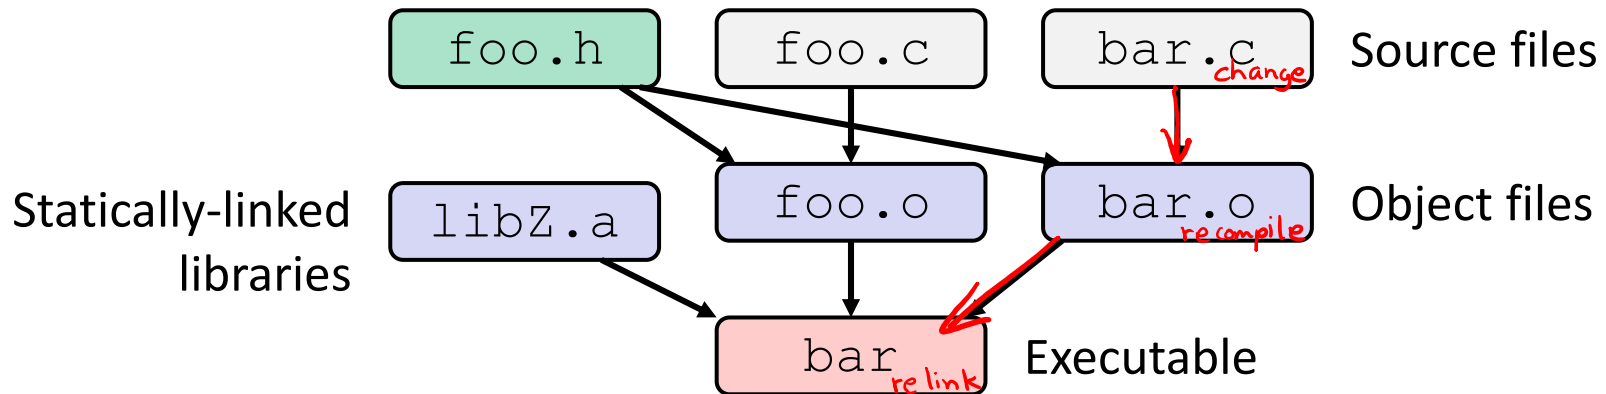 foo.h foo.c bar.c Source files
change
Statically-linked
libraries
libZ.a foo.o bar.o Object files
recompile
bar Executable
relink